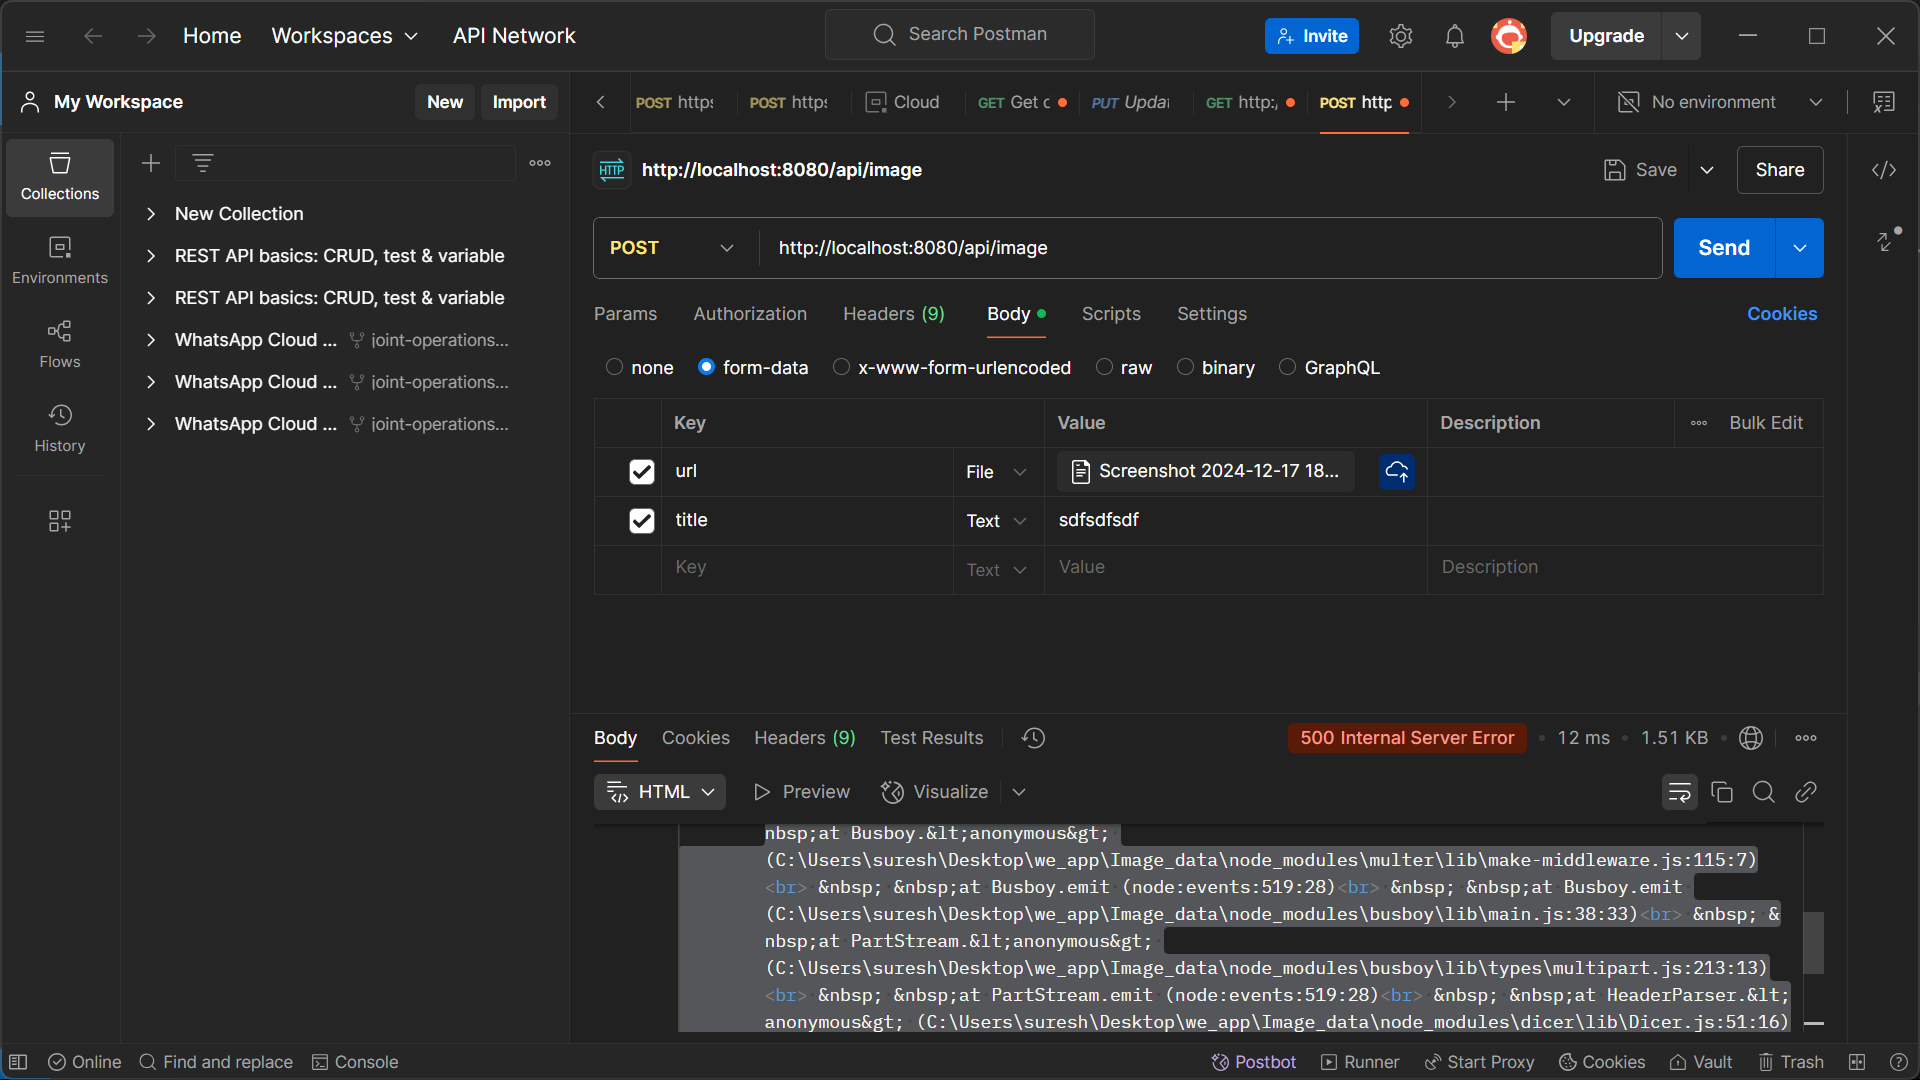 Home
Workspaces
API Network
Search Postman
Invite
Upgrade
My Workspace
New
Import
POST https
POST https
Cloud
GET Get c
PUT Updat
GET http:/
POST http
No environment
Collections
Environments
Flows
History
New Collection
REST API basics: CRUD, test & variable
REST API basics: CRUD, test & variable
WhatsApp Cloud ... joint-operations...
WhatsApp Cloud ... joint-operations...
WhatsApp Cloud ... joint-operations...
HTTP http://localhost:8080/api/image
Save
Share
POST http://localhost:8080/api/image
Send
Params Authorization Headers (9) Body Scripts Settings Cookies
none form-data x-www-form-urlencoded raw binary GraphQL
Key Value Description Bulk Edit
url File Screenshot 2024-12-17 18...
title Text sdfsdfsdf
Key Text Value Description
Body Cookies Headers (9) Test Results 500 Internal Server Error 12 ms 1.51 KB
HTML Preview Visualize
nbsp;at Busboy.&lt;anonymous&gt;
(C:\Users\suresh\Desktop\we_app\Image_data\node_modules\multer\lib\make-middleware.js:115:7)
<br> &nbsp; &nbsp;at Busboy.emit (node:events:519:28)<br> &nbsp; &nbsp;at Busboy.emit
(C:\Users\suresh\Desktop\we_app\Image_data\node_modules\busboy\lib\main.js:38:33)<br> &nbsp; &
nbsp;at PartStream.&lt;anonymous&gt;
(C:\Users\suresh\Desktop\we_app\Image_data\node_modules\busboy\lib\types\multipart.js:213:13)
<br> &nbsp; &nbsp;at PartStream.emit (node:events:519:28)<br> &nbsp; &nbsp;at HeaderParser.&lt;
anonymous&gt; (C:\Users\suresh\Desktop\we_app\Image_data\node_modules\dicer\lib\Dicer.js:51:16)
Online Find and replace Console Postbot Runner Start Proxy Cookies Vault Trash